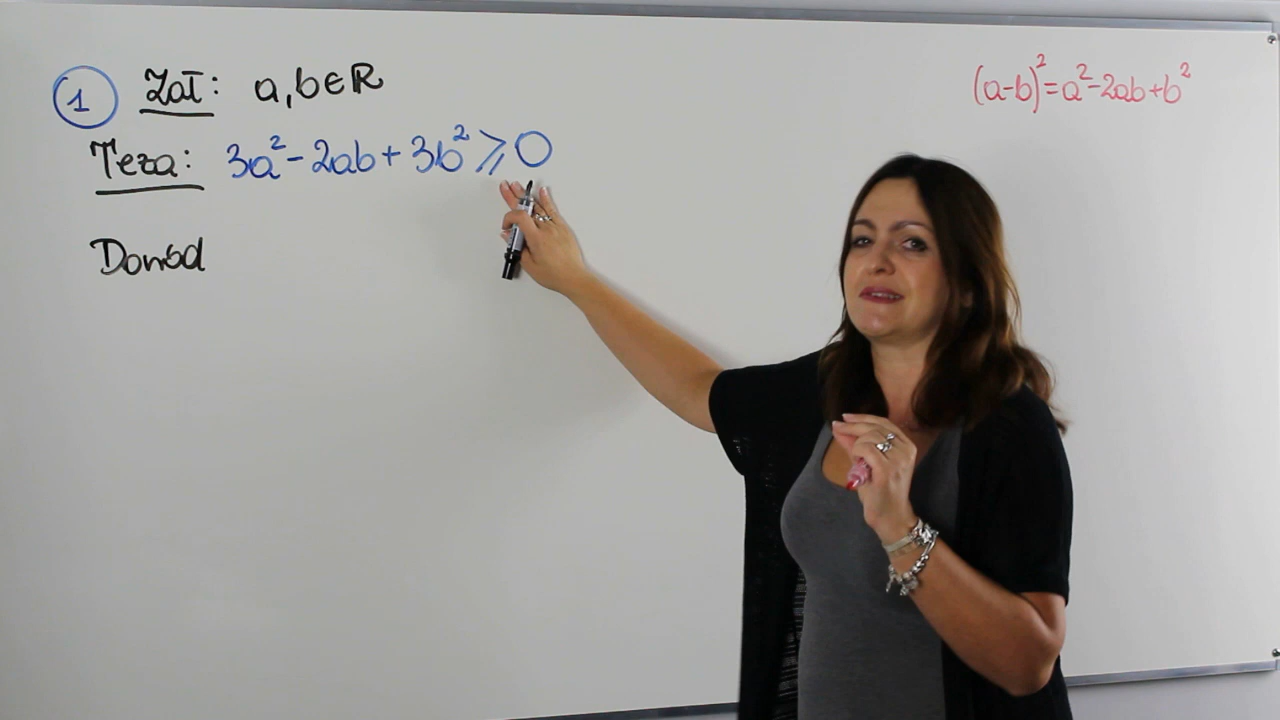 1 Zał: a,b∈R
(a-b)²=a²-2ab+b²
Teza: 3a²-2ab+3b²⩾0
Dowód